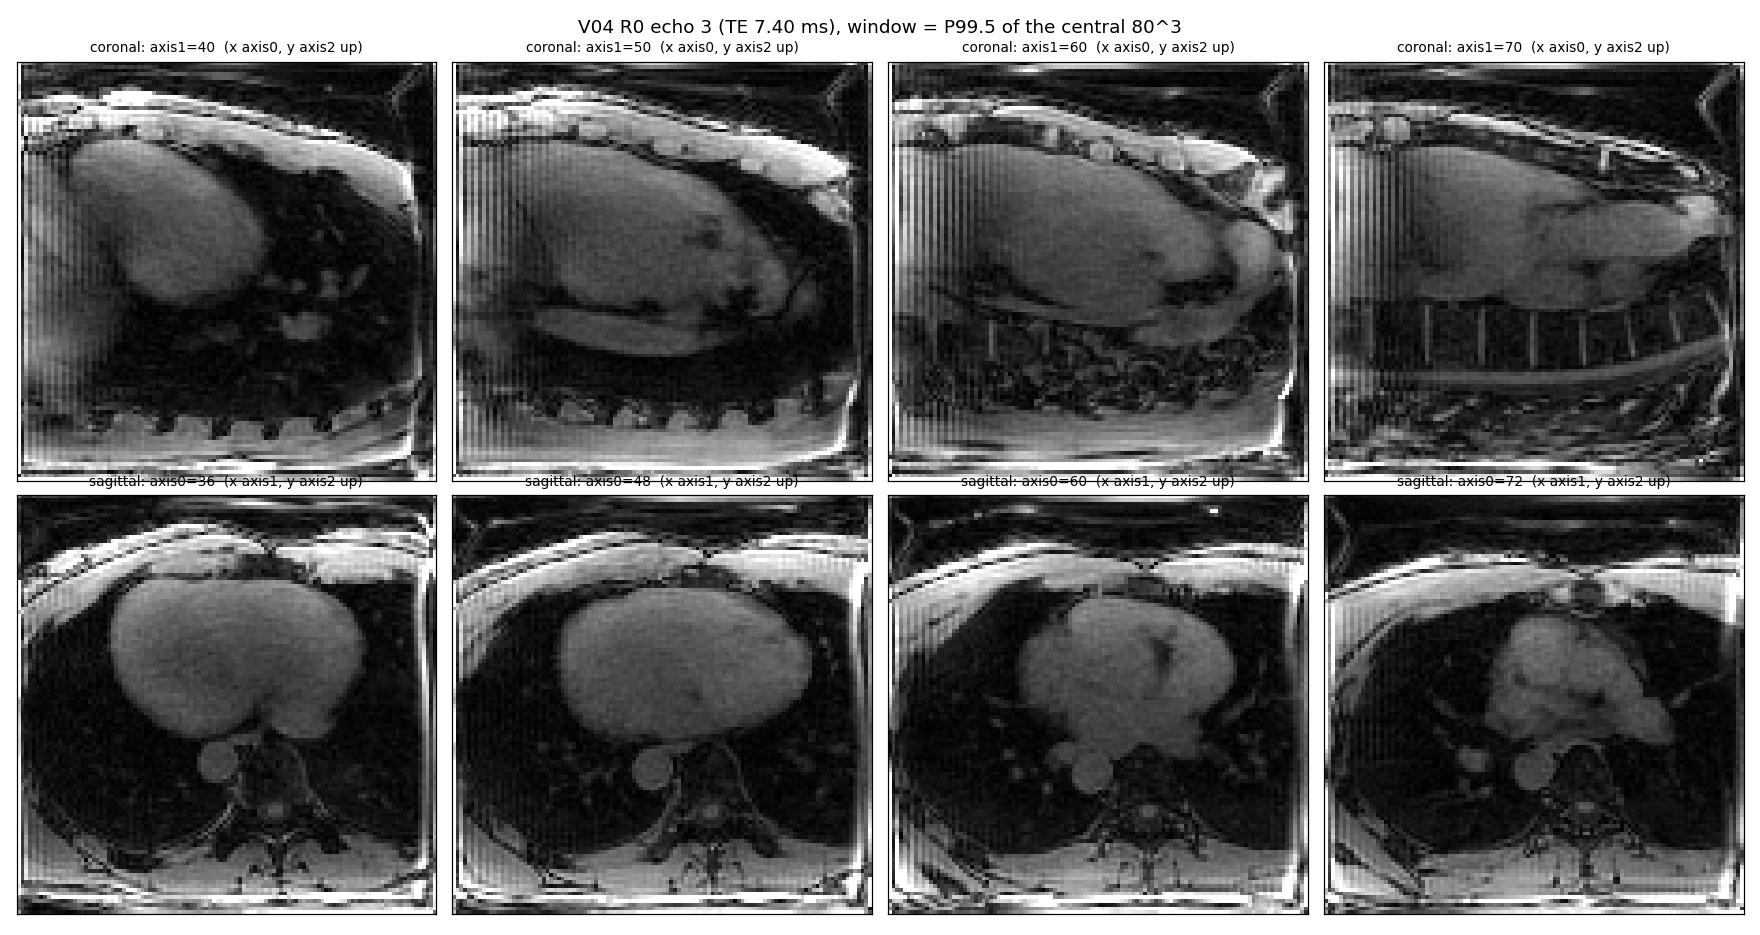 V04 R0 echo 3 (TE 7.40 ms), window = P99.5 of the central 80^3
coronal: axis1=40  (x axis0, y axis2 up)
coronal: axis1=50  (x axis0, y axis2 up)
coronal: axis1=60  (x axis0, y axis2 up)
coronal: axis1=70  (x axis0, y axis2 up)
sagittal: axis0=36  (x axis1, y axis2 up)
sagittal: axis0=48  (x axis1, y axis2 up)
sagittal: axis0=60  (x axis1, y axis2 up)
sagittal: axis0=72  (x axis1, y axis2 up)